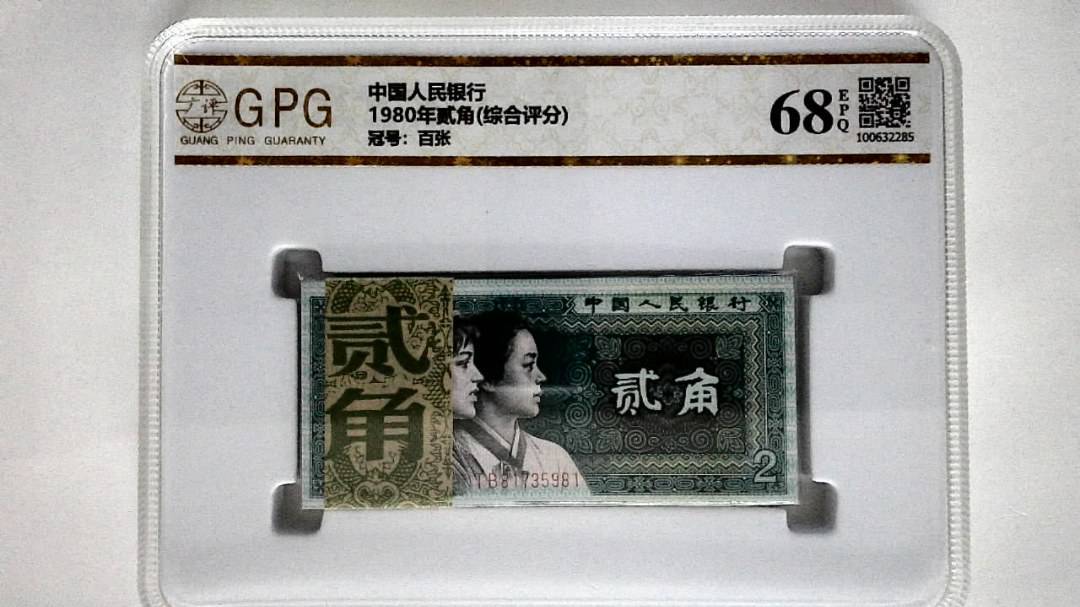 GPG
GUANG PING GUARANTY
中国人民银行
1980年贰角(综合评分)
冠号：百张
68 EPQ
100632285
贰角
中国人民银行
贰角
TB81735981
2